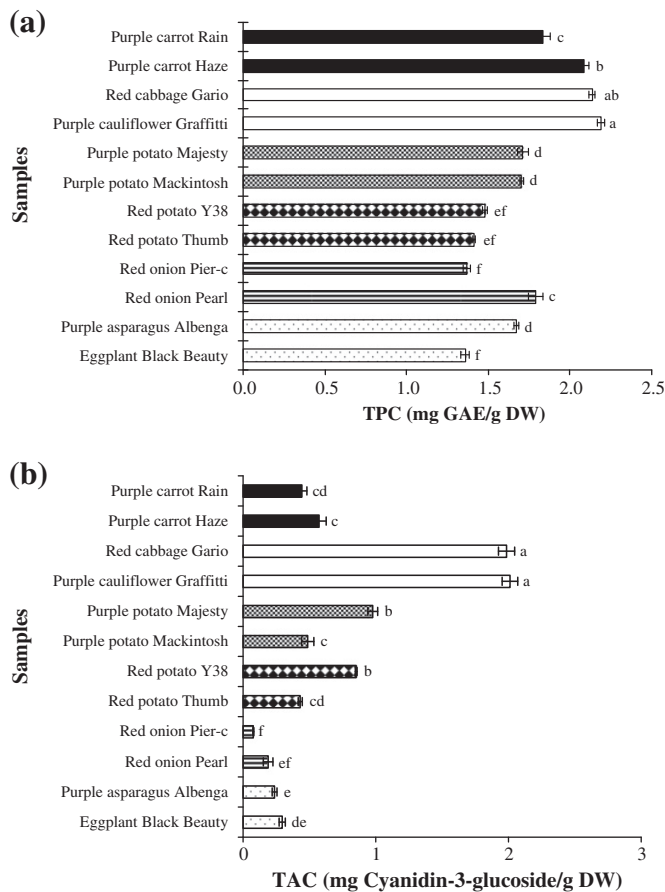 (a)
Samples
Purple carrot Rain c
Purple carrot Haze b
Red cabbage Gario ab
Purple cauliflower Graffitti a
Purple potato Majesty d
Purple potato Mackintosh d
Red potato Y38 ef
Red potato Thumb ef
Red onion Pier-c f
Red onion Pearl c
Purple asparagus Albenga d
Eggplant Black Beauty f
0.0 0.5 1.0 1.5 2.0 2.5
TPC (mg GAE/g DW)
(b)
Samples
Purple carrot Rain cd
Purple carrot Haze c
Red cabbage Gario a
Purple cauliflower Graffitti a
Purple potato Majesty b
Purple potato Mackintosh c
Red potato Y38 b
Red potato Thumb cd
Red onion Pier-c f
Red onion Pearl ef
Purple asparagus Albenga e
Eggplant Black Beauty de
0 1 2 3
TAC (mg Cyanidin-3-glucoside/g DW)